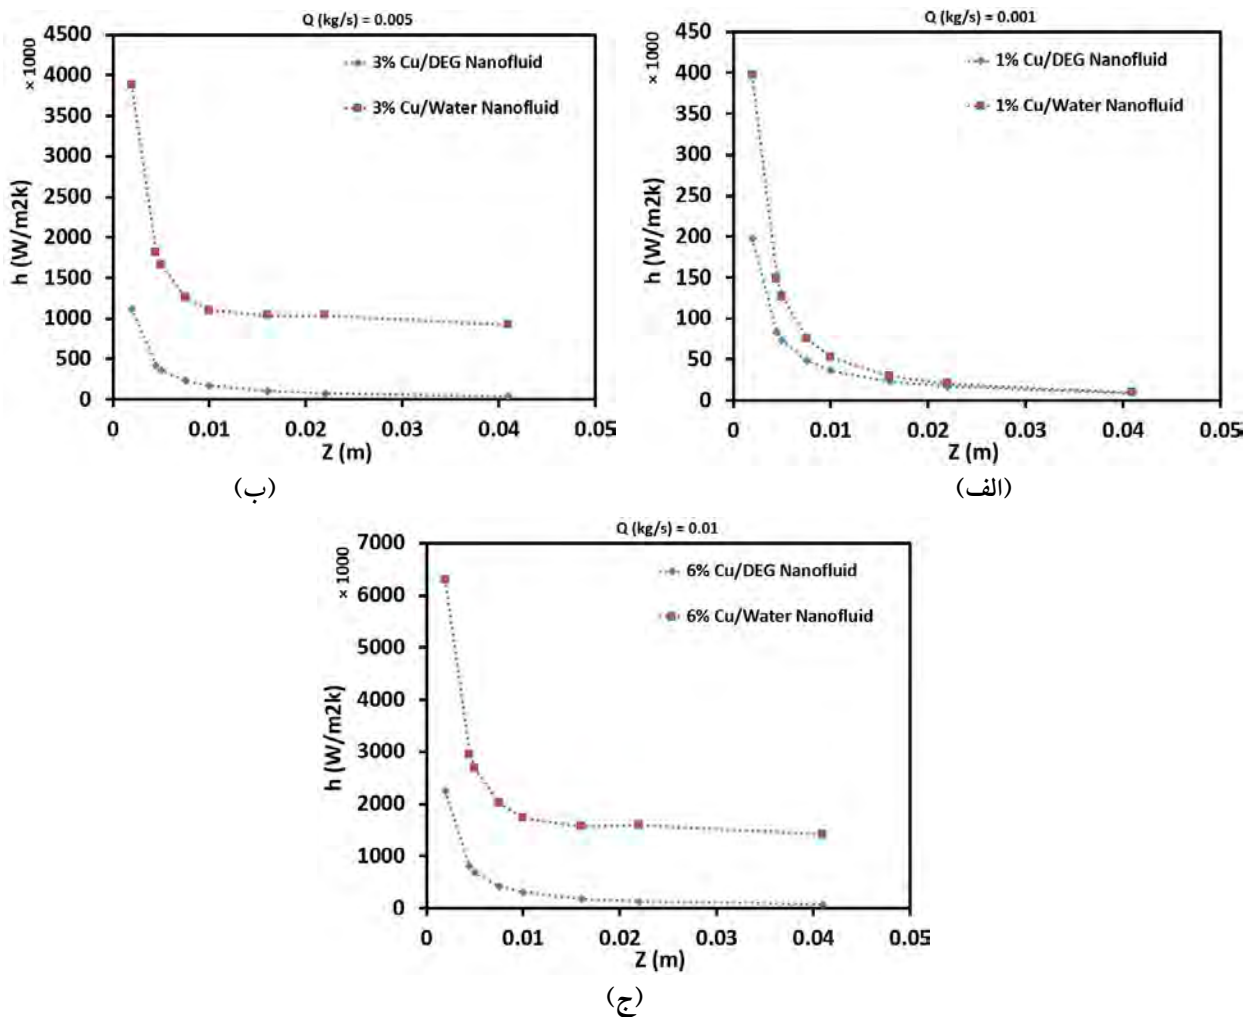 Q (kg/s) = 0.005
× 1000
h (W/m2k)
4500
4000
3500
3000
2500
2000
1500
1000
500
0
3% Cu/DEG Nanofluid
3% Cu/Water Nanofluid
0 0.01 0.02 0.03 0.04 0.05
Z (m)
(ب)
Q (kg/s) = 0.001
× 1000
h (W/m2k)
450
400
350
300
250
200
150
100
50
0
1% Cu/DEG Nanofluid
1% Cu/Water Nanofluid
0 0.01 0.02 0.03 0.04 0.05
Z (m)
(الف)
Q (kg/s) = 0.01
× 1000
h (W/m2k)
7000
6000
5000
4000
3000
2000
1000
0
6% Cu/DEG Nanofluid
6% Cu/Water Nanofluid
0 0.01 0.02 0.03 0.04 0.05
Z (m)
(ج)